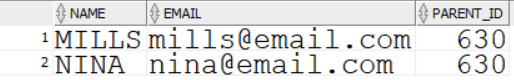 NAME EMAIL PARENT_ID
1 MILLS mills@email.com 630
2 NINA nina@email.com 630